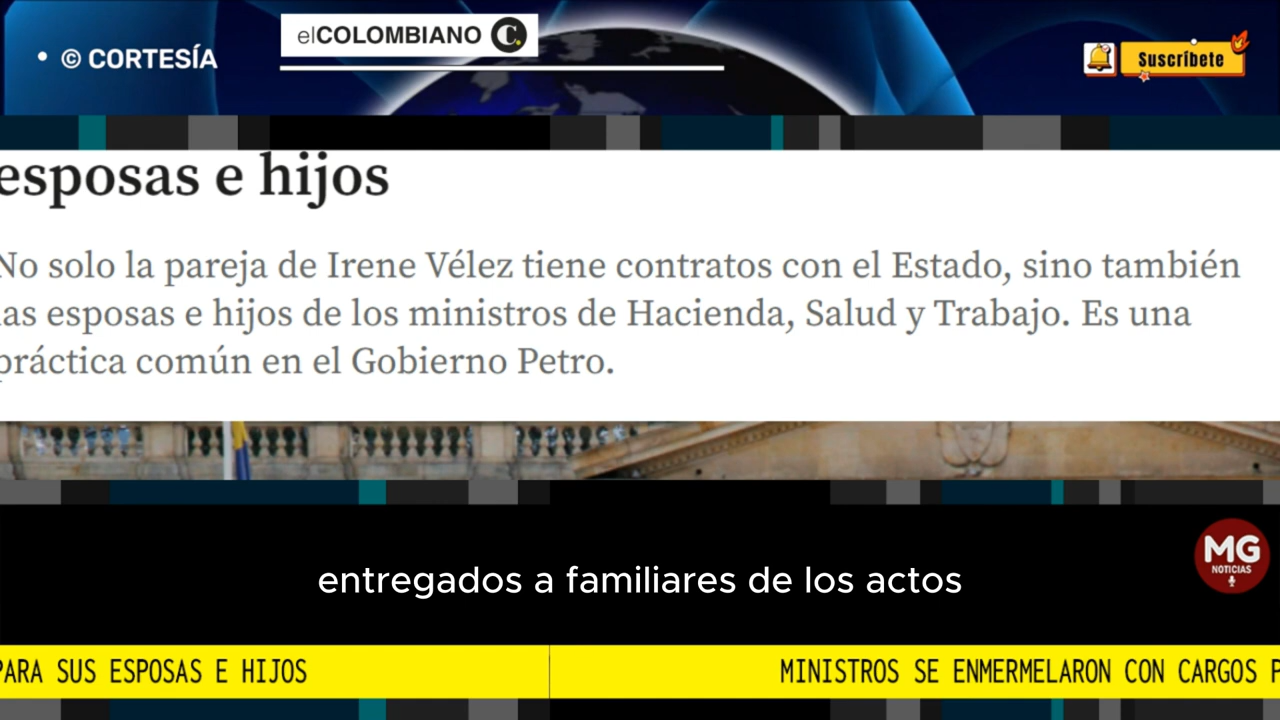 • © CORTESÍA
elCOLOMBIANO C.
Suscríbete
esposas e hijos
No solo la pareja de Irene Vélez tiene contratos con el Estado, sino también
las esposas e hijos de los ministros de Hacienda, Salud y Trabajo. Es una
práctica común en el Gobierno Petro.
MG
NOTICIAS
entregados a familiares de los actos
PARA SUS ESPOSAS E HIJOS
MINISTROS SE ENMERMELARON CON CARGOS P